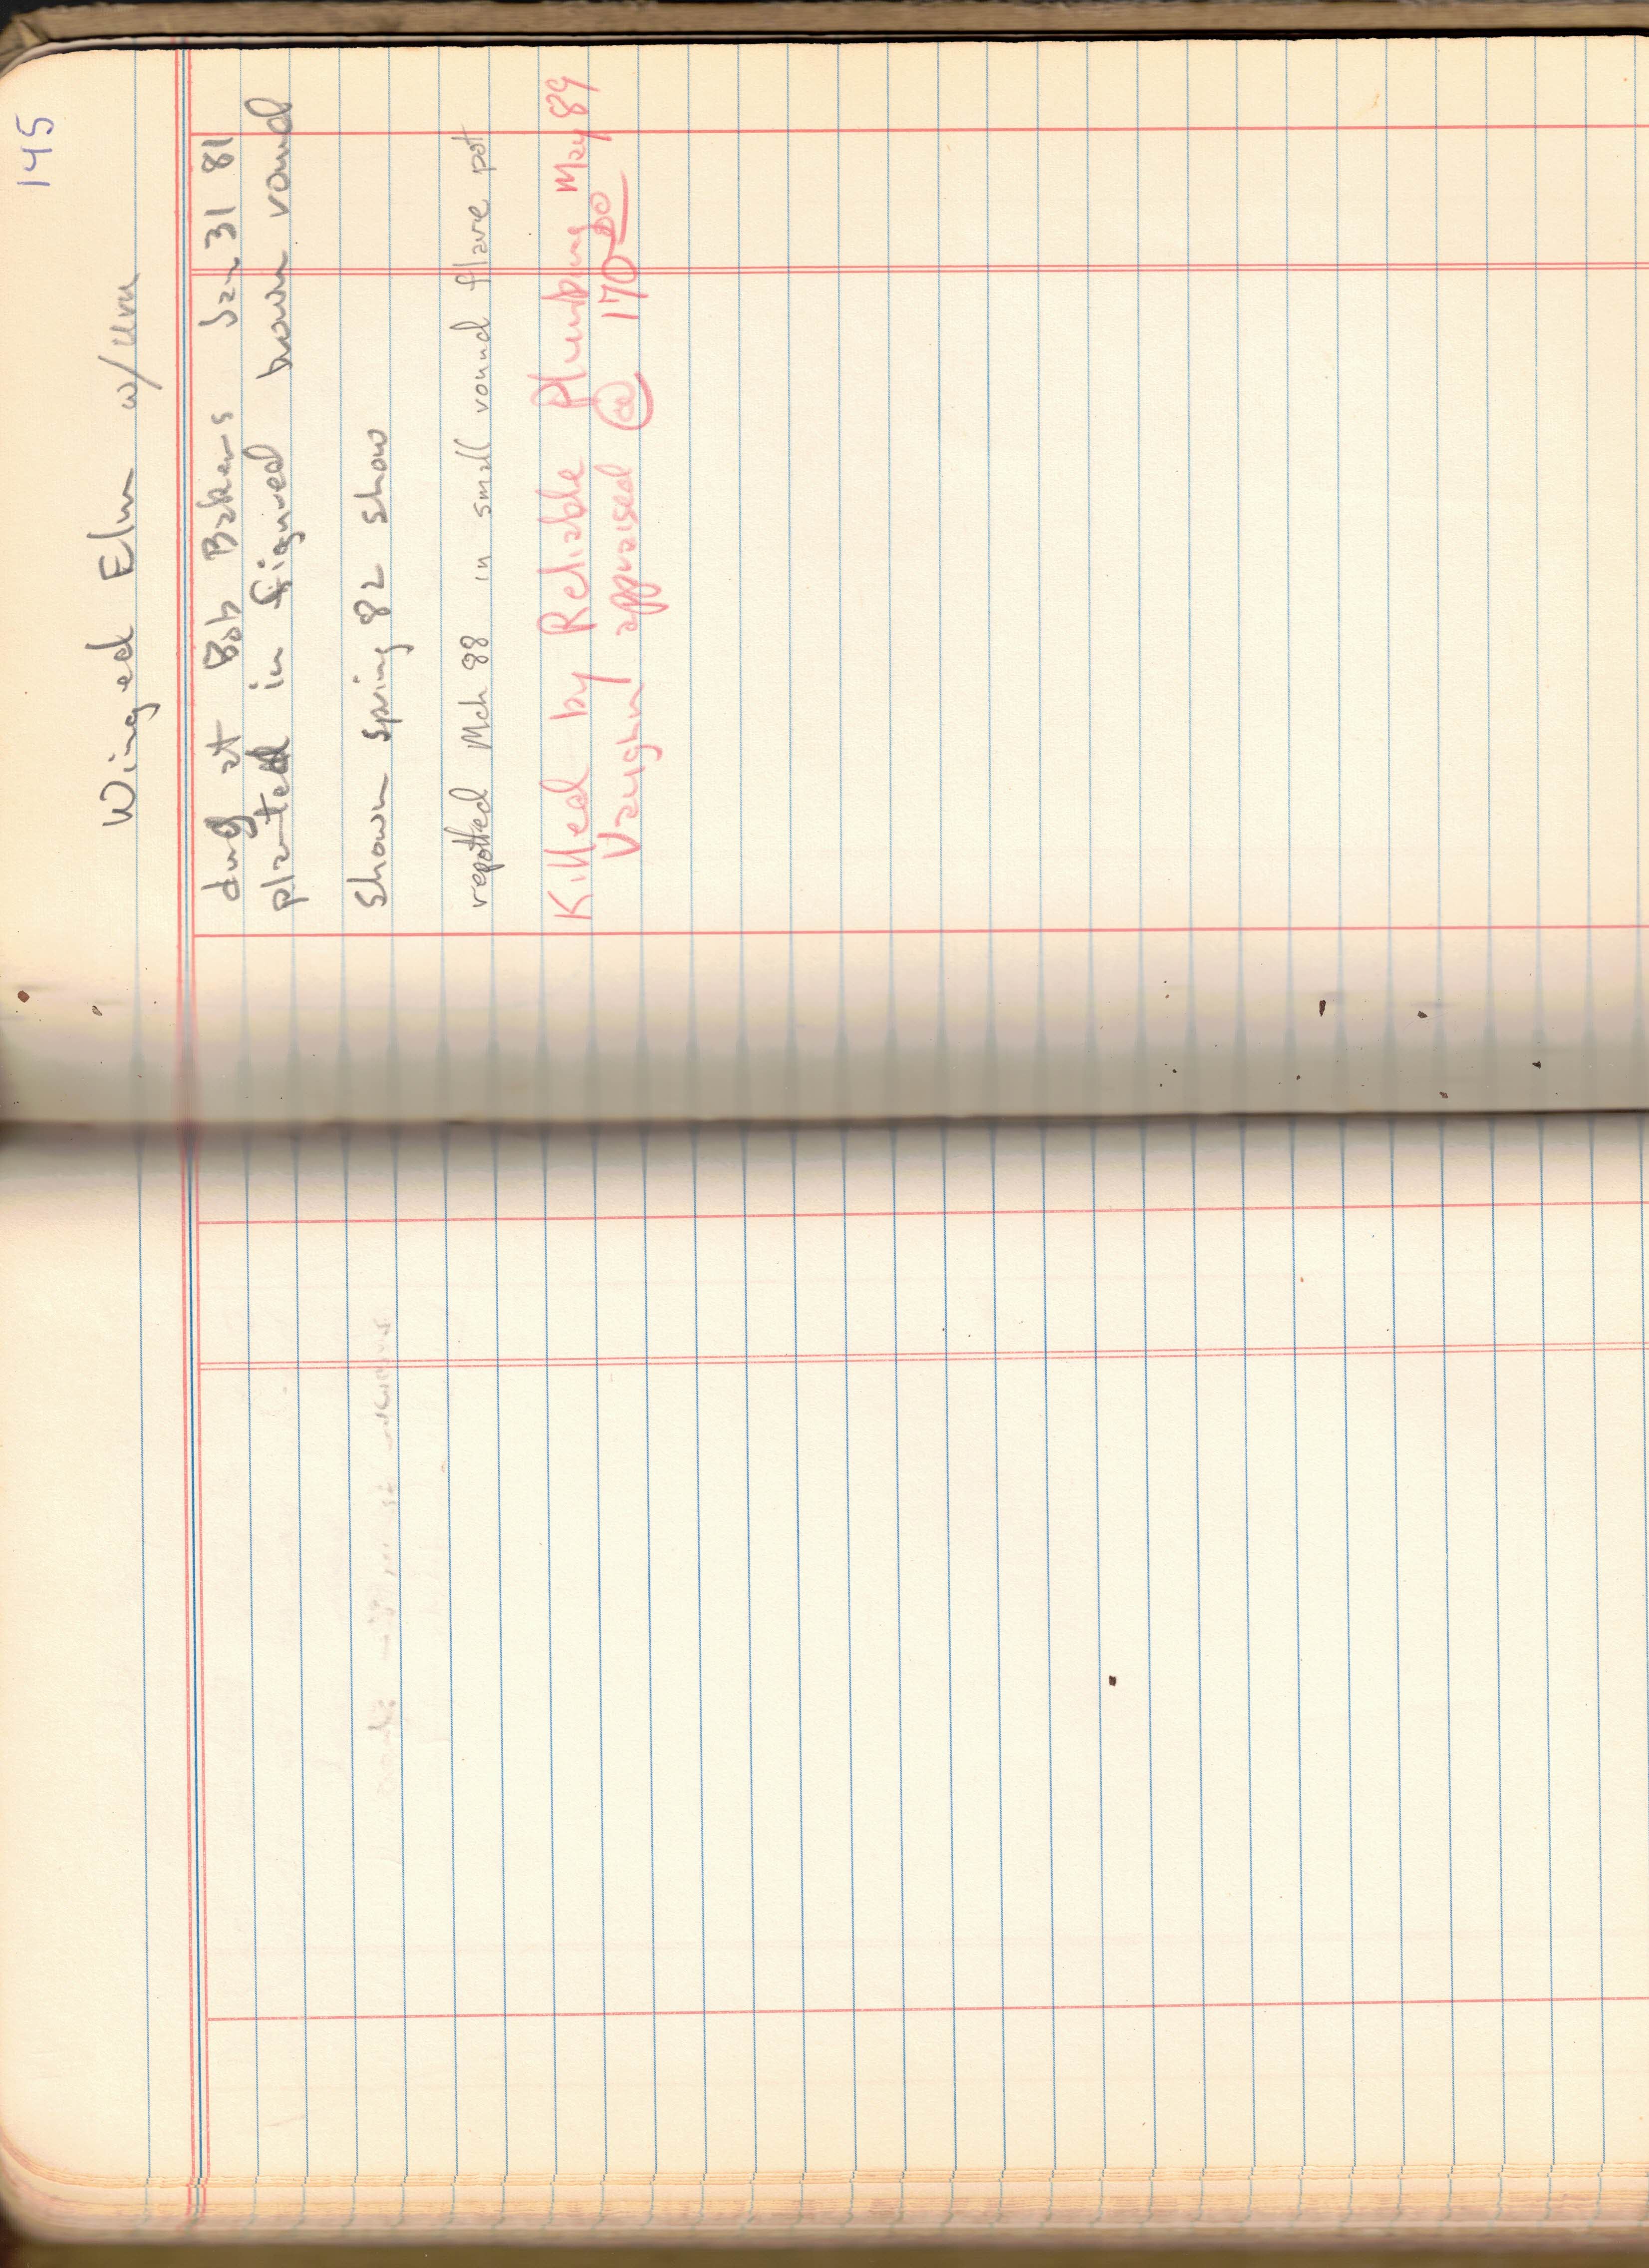 145
Winged Elm w/
dug at Bob Bakers Jan 31 81
planted in figured brown round
Shown spring 82 show
repotted Mch 88 in small round flare pot
Killed by Reliable Plumbing May 89
Vaughn appraised @ 170 00